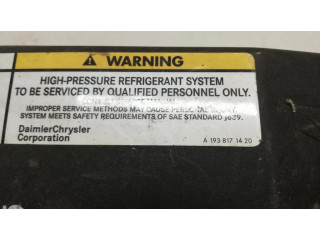 WARNING
HIGH-PRESSURE REFRIGERANT SYSTEM
TO BE SERVICED BY QUALIFIED PERSONNEL ONLY.
IMPROPER SERVICE METHODS MAY CAUSE PERSONAL INJURY.
SYSTEM MEETS SAFETY REQUIREMENTS OF SAE STANDARD J639.
DaimlerChrysler
Corporation
A 193 817 14 20